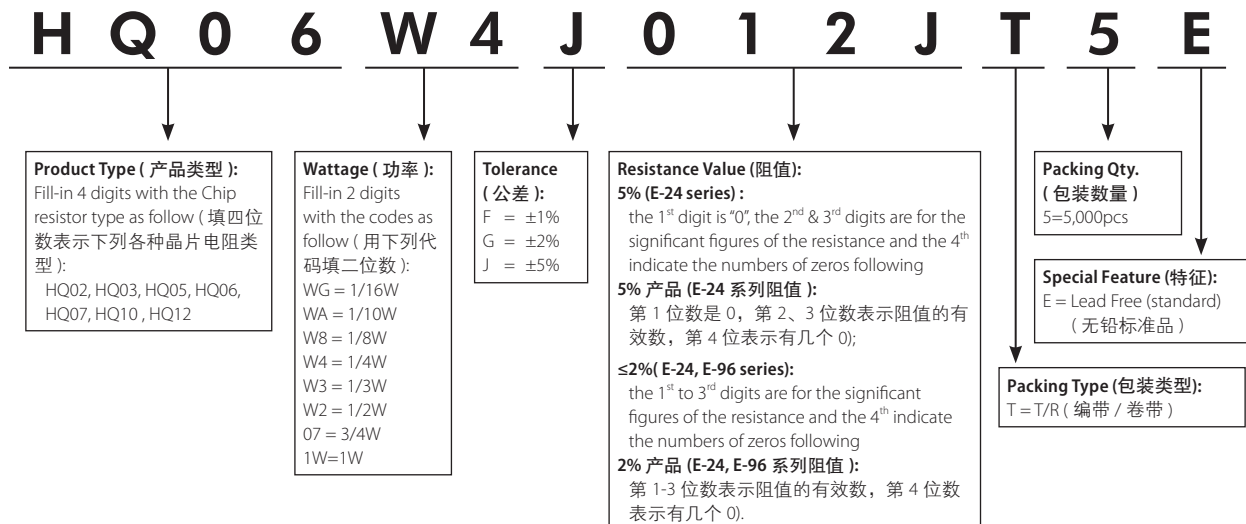 H Q 0 6 W 4 J 0 1 2 J T 5 E
Product Type ( 产品类型 ):
Fill-in 4 digits with the Chip
resistor type as follow ( 填四位
数表示下列各种晶片电阻类
型 ):
HQ02, HQ03, HQ05, HQ06,
HQ07, HQ10 , HQ12
Wattage ( 功率 ):
Fill-in 2 digits
with the codes as
follow ( 用下列代
码填二位数 ):
WG = 1/16W
WA = 1/10W
W8 = 1/8W
W4 = 1/4W
W3 = 1/3W
W2 = 1/2W
07 = 3/4W
1W=1W
Tolerance
( 公差 ):
F = ±1%
G = ±2%
J = ±5%
Resistance Value (阻值):
5% (E-24 series) :
the 1st digit is "0", the 2nd & 3rd digits are for the
significant figures of the resistance and the 4th
indicate the numbers of zeros following
5% 产品 (E-24 系列阻值 ):
第 1 位数是 0，第 2、3 位数表示阻值的有
效数，第 4 位表示有几个 0);
≤2%( E-24, E-96 series):
the 1st to 3rd digits are for the significant
figures of the resistance and the 4th indicate
the numbers of zeros following
2% 产品 (E-24, E-96 系列阻值 ):
第 1-3 位数表示阻值的有效数，第 4 位数
表示有几个 0).
Packing Qty.
( 包装数量 )
5=5,000pcs
Special Feature (特征):
E = Lead Free (standard)
( 无铅标准品 )
Packing Type (包装类型):
T = T/R ( 编带 / 卷带 )